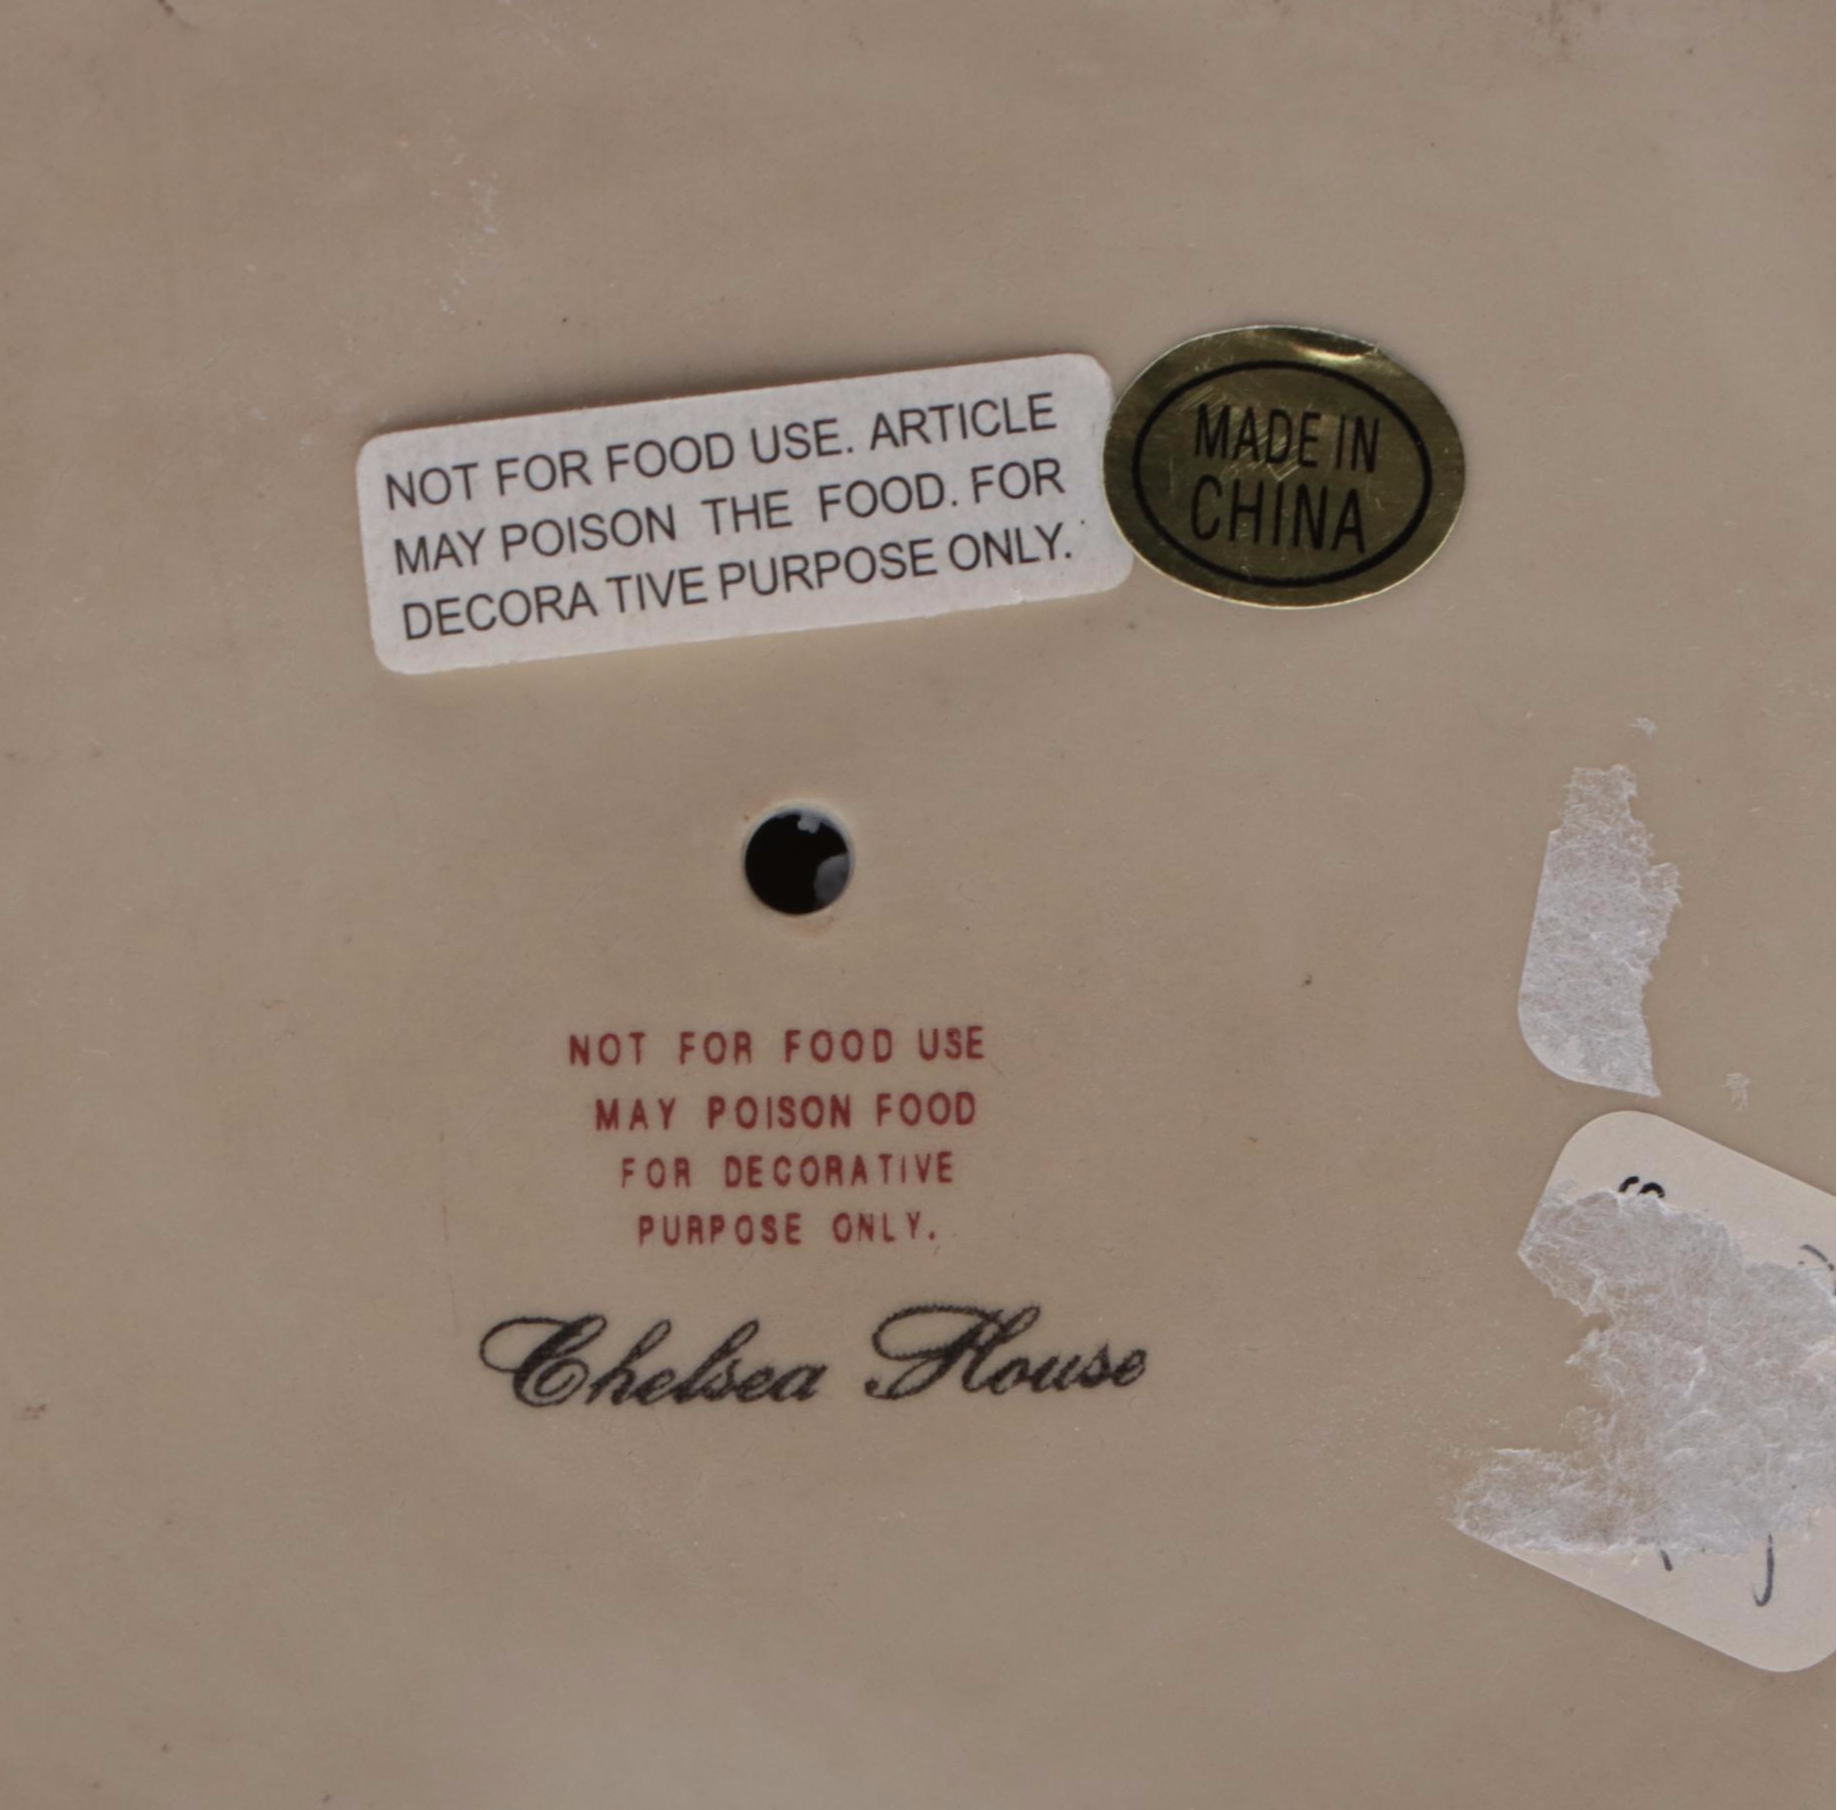 NOT FOR FOOD USE. ARTICLE
MAY POISON THE FOOD. FOR
DECORA TIVE PURPOSE ONLY.
MADE IN
CHINA
NOT FOR FOOD USE
MAY POISON FOOD
FOR DECORATIVE
PURPOSE ONLY.
Chelsea House